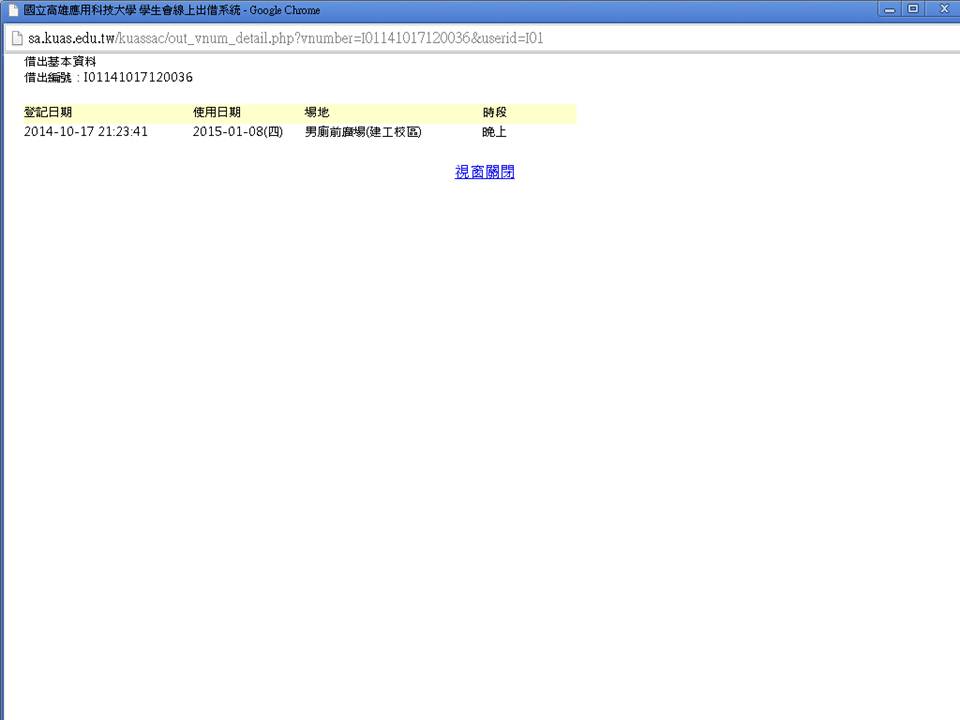 國立高雄應用科技大學 學生會線上出借系統 - Google Chrome
sa.kuas.edu.tw/kuassac/out_vnum_detail.php?vnumber=I01141017120036&userid=I01
借出基本資料
借出編號：I01141017120036
登記日期 使用日期 場地 時段
2014-10-17 21:23:41 2015-01-08(四) 男廁前廣場(建工校區) 晚上
視窗關閉